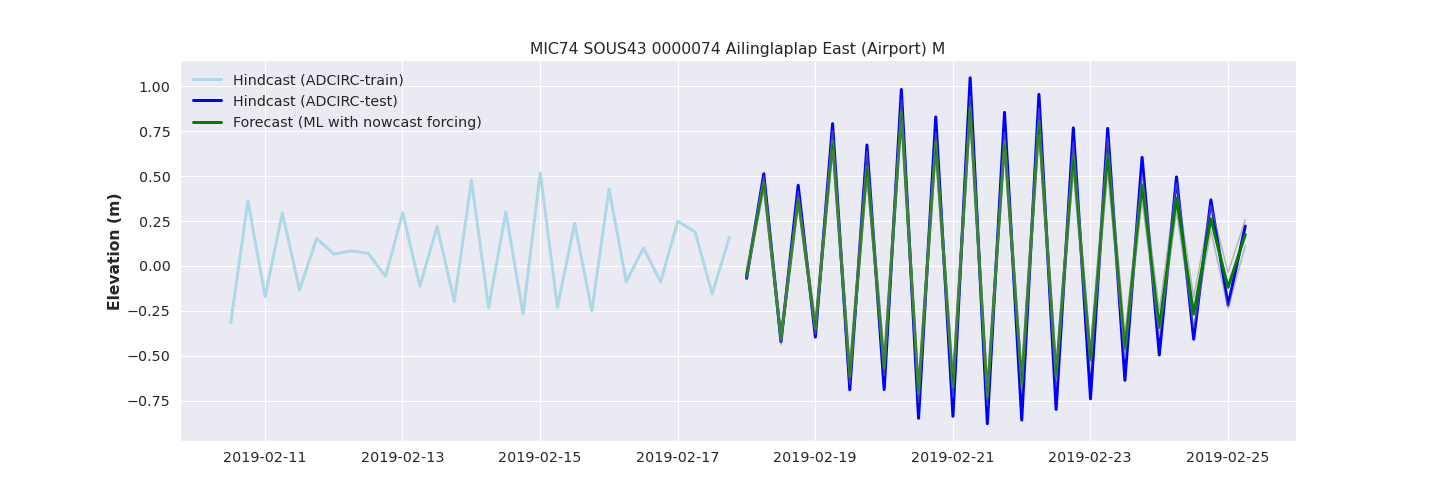 MIC74 SOUS43 0000074 Ailinglaplap East (Airport) M
Hindcast (ADCIRC-train)
Hindcast (ADCIRC-test)
Forecast (ML with nowcast forcing)
Elevation (m)
1.00
0.75
0.50
0.25
0.00
−0.25
−0.50
−0.75
2019-02-11 2019-02-13 2019-02-15 2019-02-17 2019-02-19 2019-02-21 2019-02-23 2019-02-25